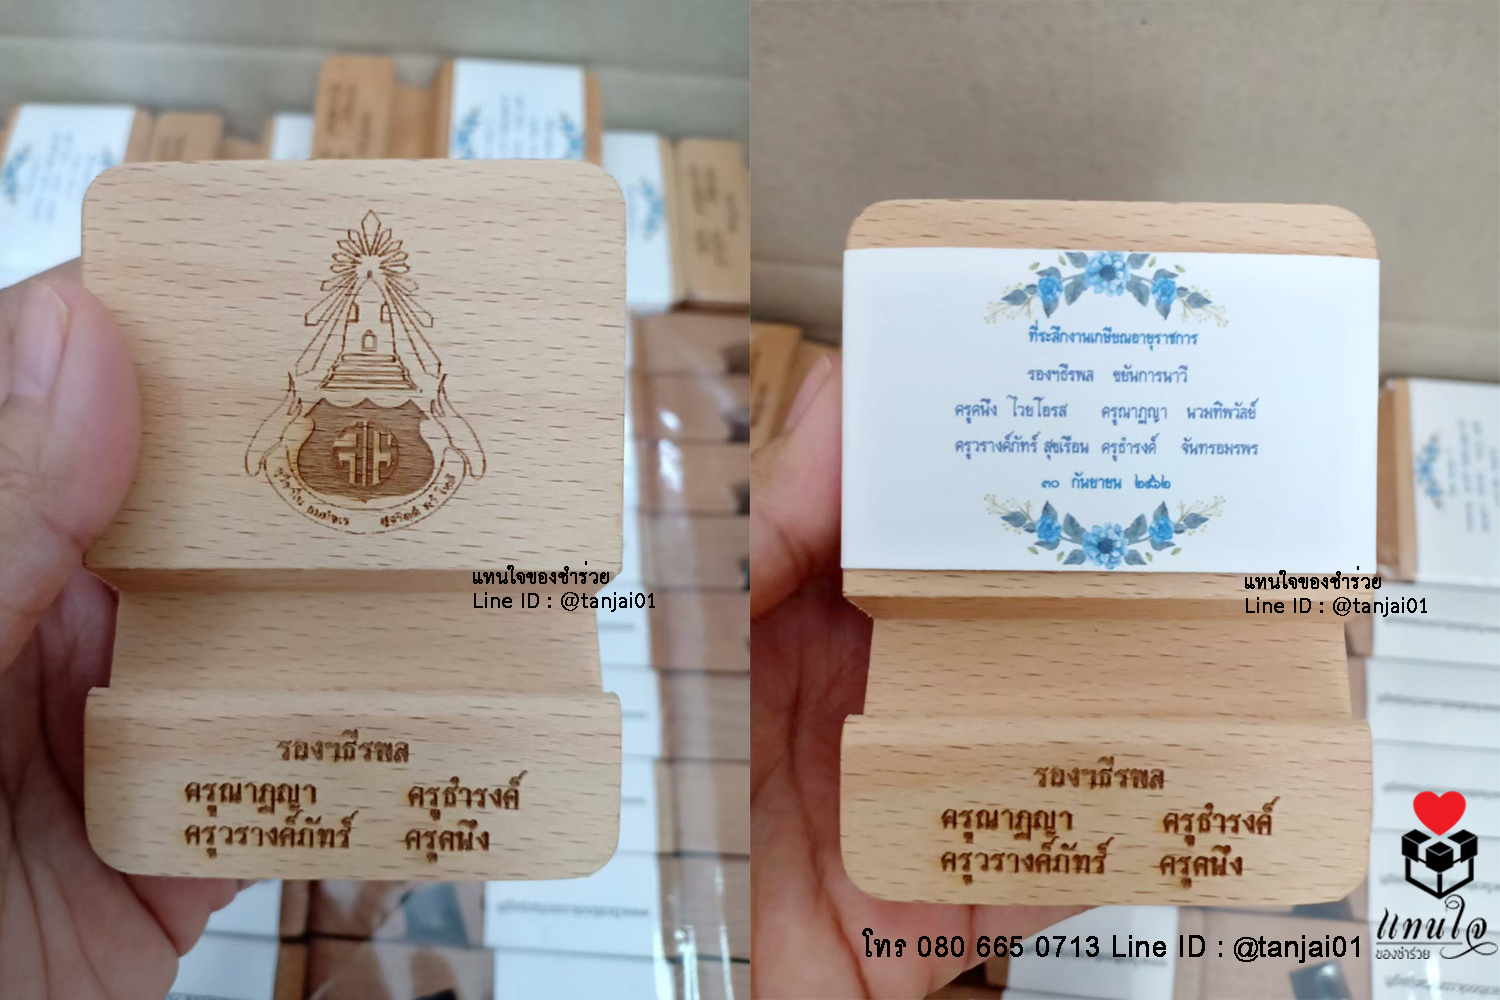 แทนใจของชำร่วย
Line ID : @tanjai01
รองฯธีรพล
ครูณาฏญา ครูธำรงค์
ครูวรางค์ภัทร์ ครูคนึง
ที่ระลึกงานเกษียณอายุราชการ
รองฯธีรพล ขยันการนาวี
ครูคนึง ไวยโอรส ครูณาฏญา นวมทิพวัลย์
ครูวรางค์ภัทร์ สุขเรือน ครูธำรงค์ จันทรอมรพร
๓๐ กันยายน ๒๕๖๒
แทนใจของชำร่วย
Line ID : @tanjai01
รองฯธีรพล
ครูณาฏญา ครูธำรงค์
ครูวรางค์ภัทร์ ครูคนึง
โทร 080 665 0713 Line ID : @tanjai01
แทนใจ
ของชำร่วย